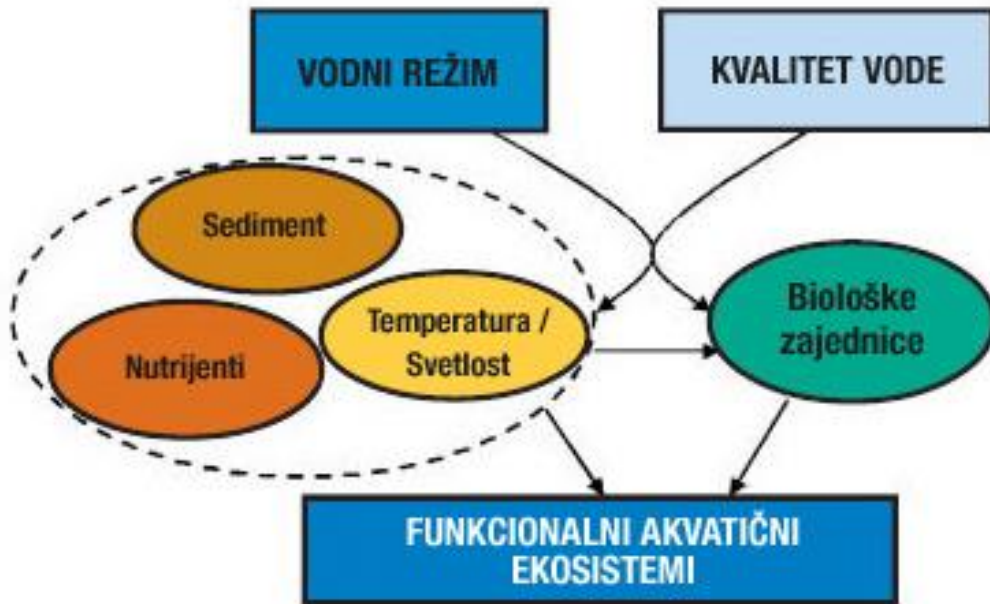 VODNI REŽIM
KVALITET VODE
Sediment
Temperatura /
Svetlost
Nutrijenti
Biološke
zajednice
FUNKCIONALNI AKVATIČNI
EKOSISTEMI